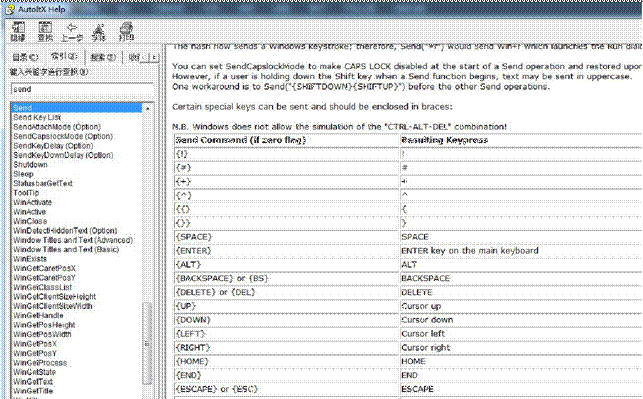 AutoItX Help
隐藏 查找 上一步 字体 打印
目录(C) 索引(N) 搜索(S) 收
输入关键字进行查找(W)
send
Send
Send Key List
SendAttachMode (Option)
SendCapslockMode (Option)
SendKeyDelay (Option)
SendKeyDownDelay (Option)
Shutdown
Sleep
StatusbarGetText
ToolTip
WinActivate
WinActive
WinClose
WinDetectHiddenText (Option)
Window Titles and Text (Advanced)
Window Titles and Text (Basic)
WinExists
WinGetCaretPosX
WinGetCaretPosY
WinGetClassList
WinGetClientSizeHeight
WinGetClientSizeWidth
WinGetHandle
WinGetPosHeight
WinGetPosWidth
WinGetPosX
WinGetPosY
WinGetProcess
WinGetState
WinGetText
WinGetTitle
The hash now sends a Windows keystroke; therefore, Send("#r") would send Win+r which launches the Run dialog
You can set SendCapslockMode to make CAPS LOCK disabled at the start of a Send operation and restored upon
However, if a user is holding down the Shift key when a Send function begins, text may be sent in uppercase.
One workaround is to Send("{SHIFTDOWN}{SHIFTUP}") before the other Send operations.
Certain special keys can be sent and should be enclosed in braces:
N.B. Windows does not allow the simulation of the "CTRL-ALT-DEL" combination!
Send Command (if zero flag) Resulting Keypress
{!} !
{#} #
{+} +
{^} ^
{{} {
{}} }
{SPACE} SPACE
{ENTER} ENTER key on the main keyboard
{ALT} ALT
{BACKSPACE} or {BS} BACKSPACE
{DELETE} or {DEL} DELETE
{UP} Cursor up
{DOWN} Cursor down
{LEFT} Cursor left
{RIGHT} Cursor right
{HOME} HOME
{END} END
{ESCAPE} or {ESC} ESCAPE